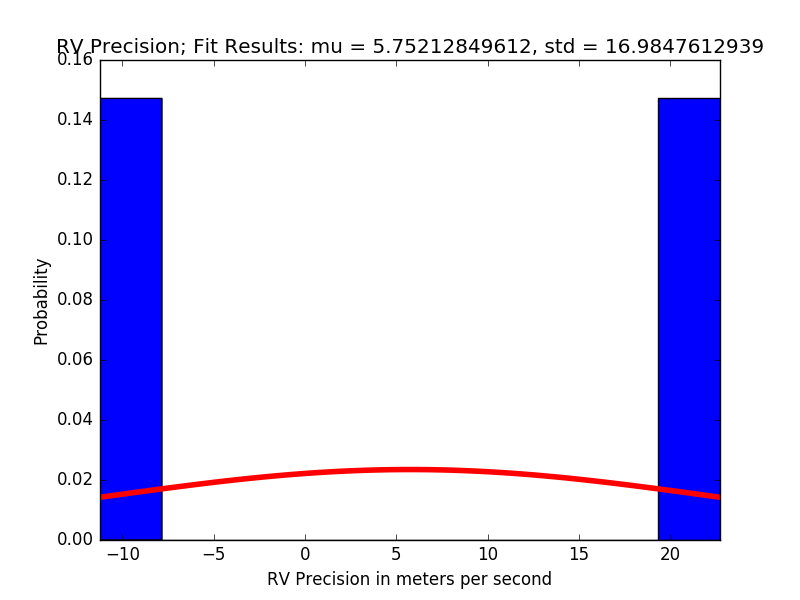 RV Precision; Fit Results: mu = 5.75212849612, std = 16.9847612939
0.16
0.14
0.12
0.10
0.08
0.06
0.04
0.02
0.00
Probability
−10 −5 0 5 10 15 20
RV Precision in meters per second